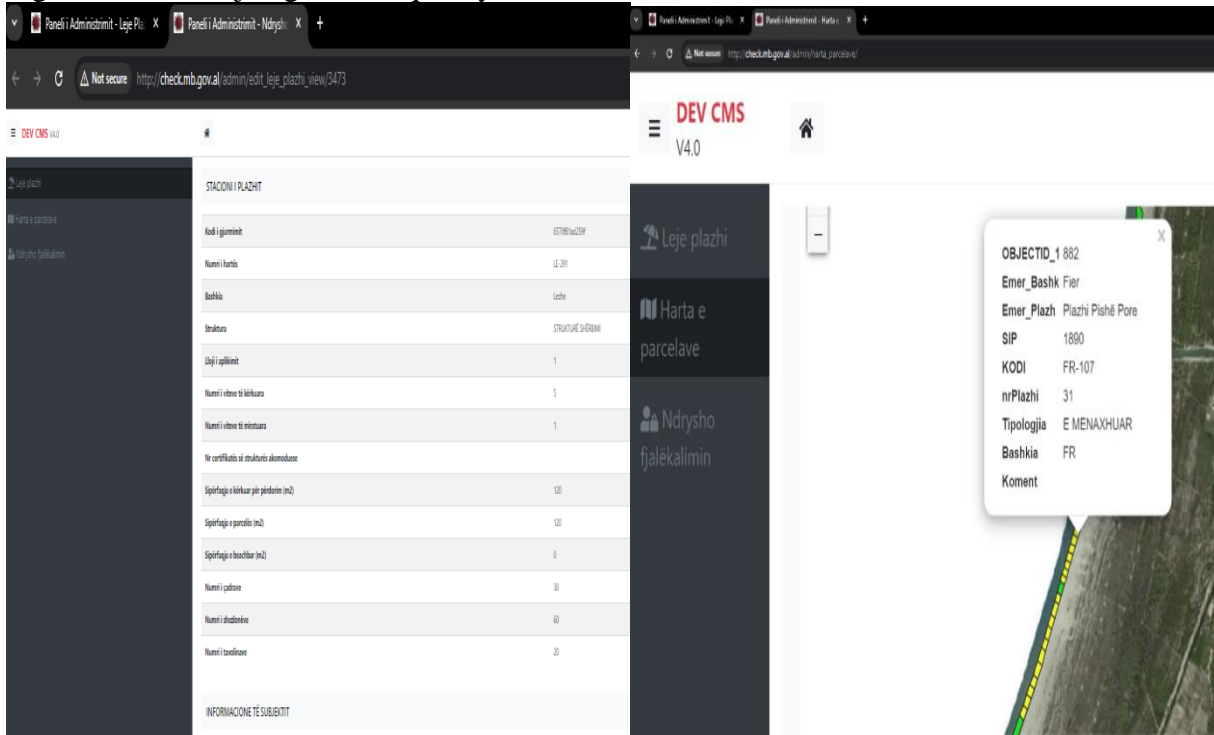 Paneli i Administrimit - Leje Pla
Paneli i Administrimit - Ndrysh
Not secure http://check.mb.gov.al/admin/edit_leje_plazhi_view/3473
DEV CMS V4.0
Leje plazhi
Harta e parcelave
Ndrysho fjalëkalimin
STACIONI I PLAZHIT
Kodi i gjurmimit
Numri i hartës LE-291
Bashkia Lezhe
Struktura STRUKTURË SHËRBIMI
Lloji i aplikimit 1
Numri i viteve të kërkuara 5
Numri i viteve të miratuara 1
Nr certifikatës së strukturës akomoduese
Sipërfaqja e kërkuar për përdorim (m2) 120
Sipërfaqja e parcelës (m2) 120
Sipërfaqja e beachbar (m2) 0
Numri i çadrave 30
Numri i shezlonëve 60
Numri i tavolinave 20
INFORMACIONE TË SUBJEKTIT
Paneli i Administrimit - Leje Pla
Paneli i Administrimit - Harta e
Not secure http://check.mb.gov.al/admin/harta_parcelave/
DEV CMS
V4.0
Leje plazhi
Harta e
parcelave
Ndrysho
fjalëkalimin
−
×
OBJECTID_1 882
Emer_Bashk Fier
Emer_Plazh Plazhi Pishë Pore
SIP 1890
KODI FR-107
nrPlazhi 31
Tipologjia E MENAXHUAR
Bashkia FR
Koment